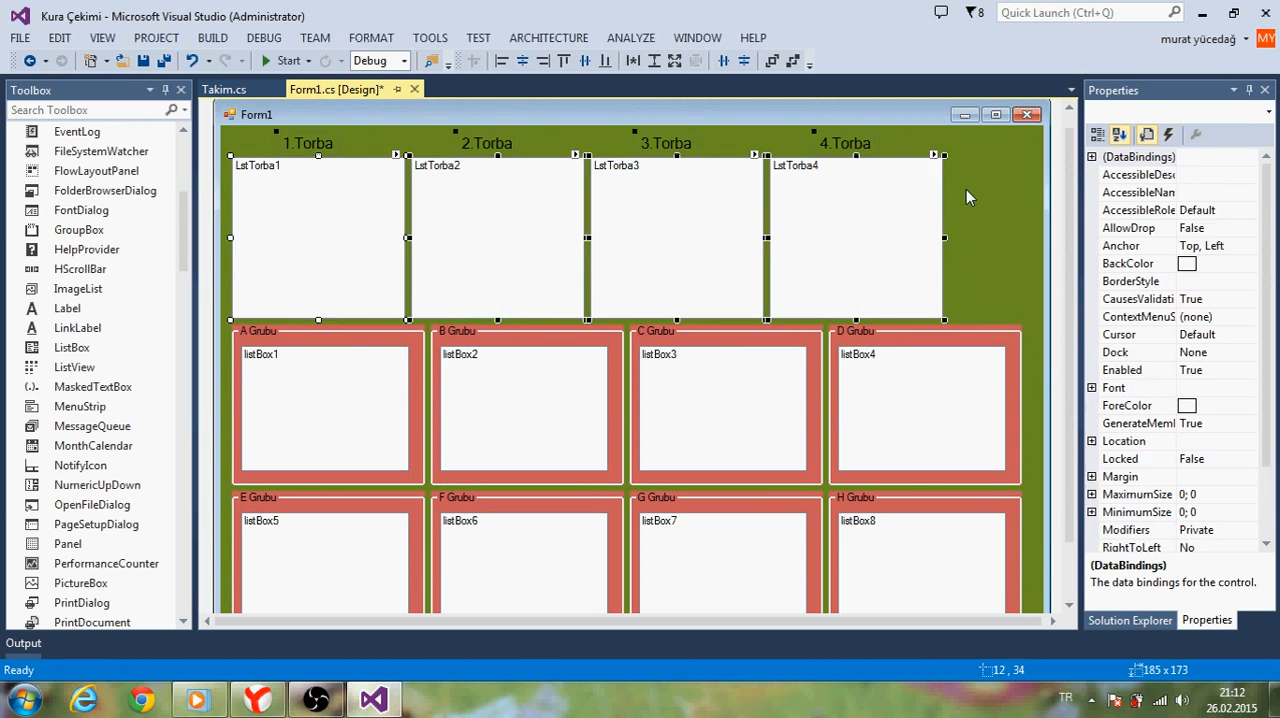 Kura Çekimi - Microsoft Visual Studio (Administrator)
8
Quick Launch (Ctrl+Q)
FILE EDIT VIEW PROJECT BUILD DEBUG TEAM FORMAT TOOLS TEST ARCHITECTURE ANALYZE WINDOW HELP
murat yücedağ
MY
Start
Debug
Toolbox
Takim.cs
Form1.cs [Design]*
Properties
Search Toolbox
EventLog
FileSystemWatcher
FlowLayoutPanel
FolderBrowserDialog
FontDialog
GroupBox
HelpProvider
HScrollBar
ImageList
Label
LinkLabel
ListBox
ListView
MaskedTextBox
MenuStrip
MessageQueue
MonthCalendar
NotifyIcon
NumericUpDown
OpenFileDialog
PageSetupDialog
Panel
PerformanceCounter
PictureBox
PrintDialog
PrintDocument
Form1
1.Torba 2.Torba 3.Torba 4.Torba
LstTorba1 LstTorba2 LstTorba3 LstTorba4
A Grubu B Grubu C Grubu D Grubu
listBox1 listBox2 listBox3 listBox4
E Grubu F Grubu G Grubu H Grubu
listBox5 listBox6 listBox7 listBox8
(DataBindings)
AccessibleDesc
AccessibleNam
AccessibleRole Default
AllowDrop False
Anchor Top, Left
BackColor
BorderStyle
CausesValidati True
ContextMenuS (none)
Cursor Default
Dock None
Enabled True
Font
ForeColor
GenerateMemb True
Location
Locked False
Margin
MaximumSize 0; 0
MinimumSize 0; 0
Modifiers Private
RightToLeft No
(DataBindings)
The data bindings for the control.
Solution Explorer Properties
Output
Ready
12 , 34
185 x 173
TR
21:12
26.02.2015